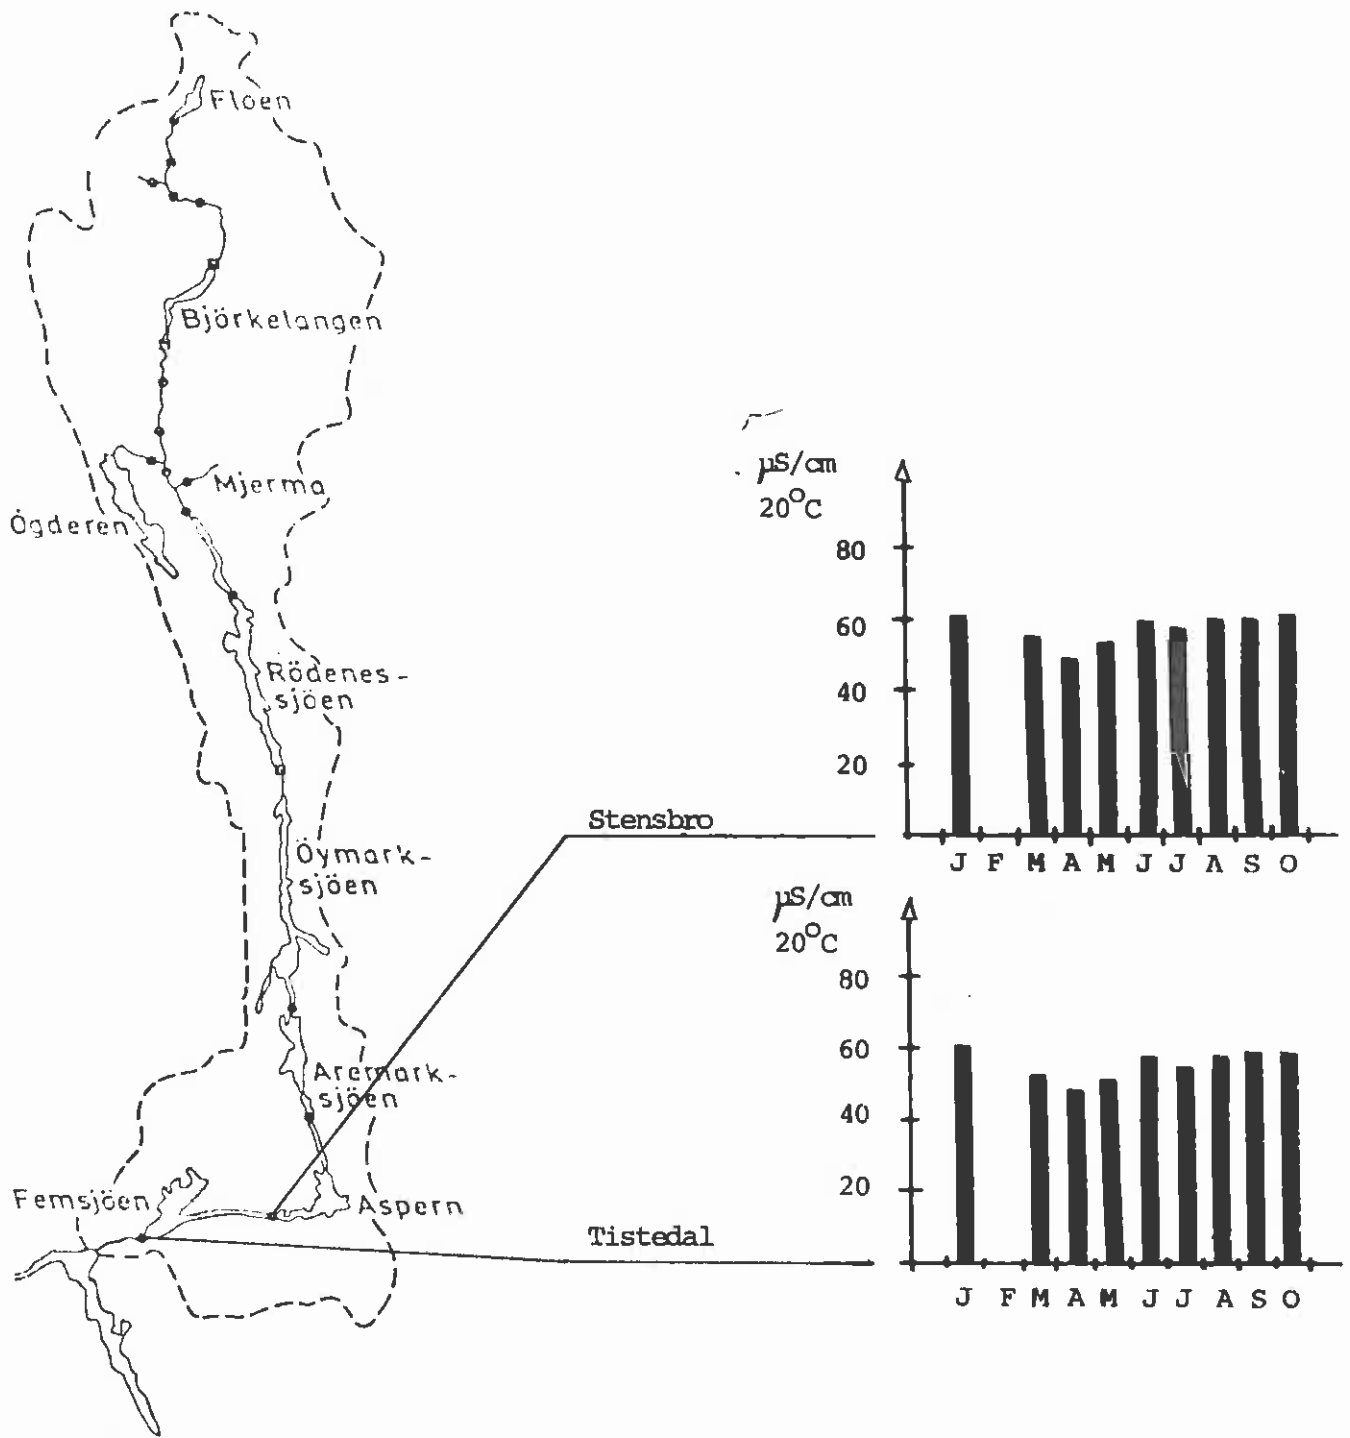 Floen
Björkelangen
Mjerma
Ögderen
Rödenes-
sjöen
Öymark-
sjöen
Aremark-
sjöen
Femsjöen
Aspern
Stensbro
Tistedal
µS/cm
20°C
80
60
40
20
J F M A M J J A S O
µS/cm
20°C
80
60
40
20
J F M A M J J A S O